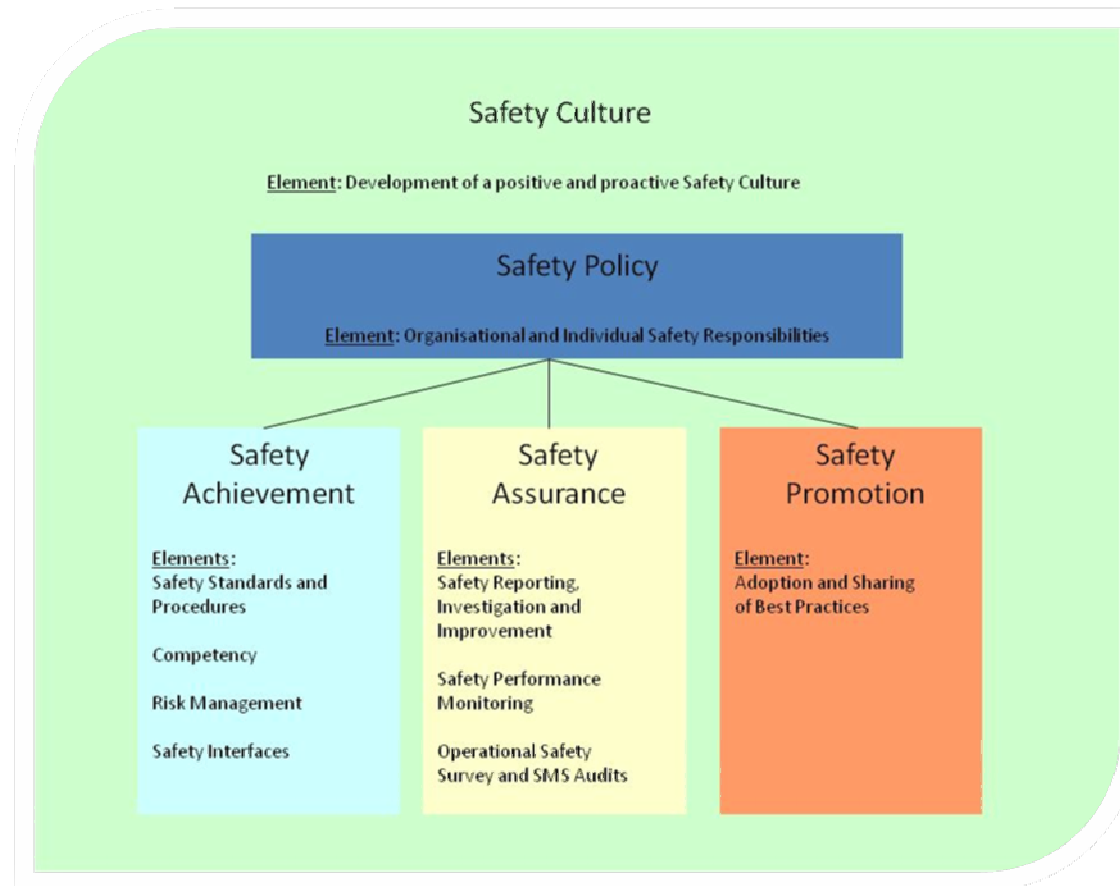 Safety Culture
Element: Development of a positive and proactive Safety Culture
Safety Policy
Element: Organisational and Individual Safety Responsibilities
Safety
Achievement
Elements:
Safety Standards and
Procedures
Competency
Risk Management
Safety Interfaces
Safety
Assurance
Elements:
Safety Reporting,
Investigation and
Improvement
Safety Performance
Monitoring
Operational Safety
Survey and SMS Audits
Safety
Promotion
Element:
Adoption and Sharing
of Best Practices